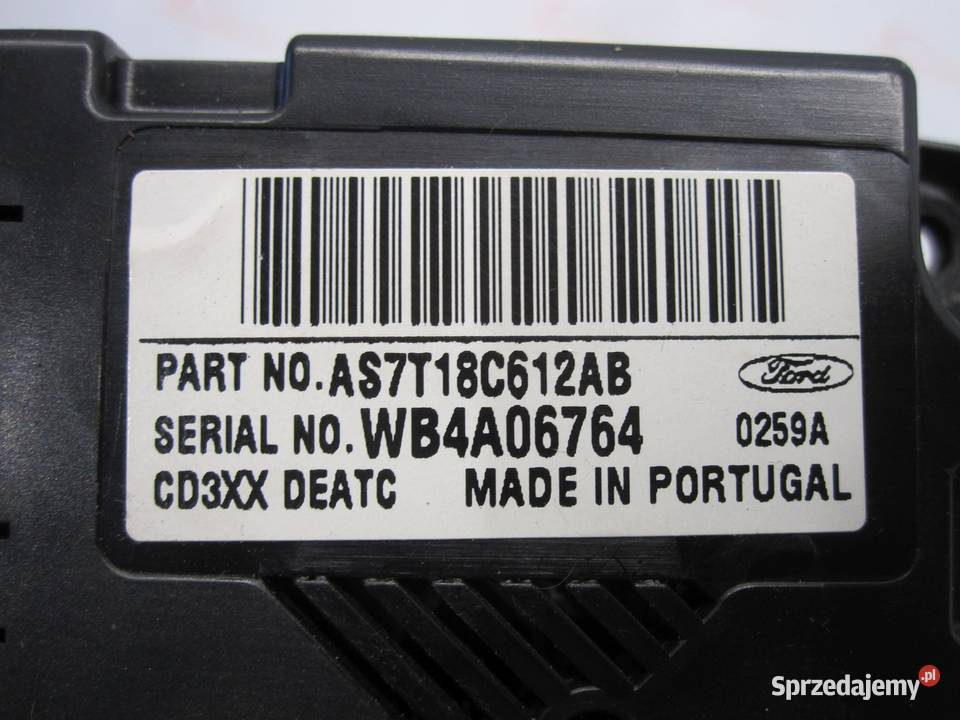 PART NO. AS7T18C612AB
Ford
SERIAL NO. WB4A06764 0259A
CD3XX DEATC MADE IN PORTUGAL
Sprzedajemy.pl